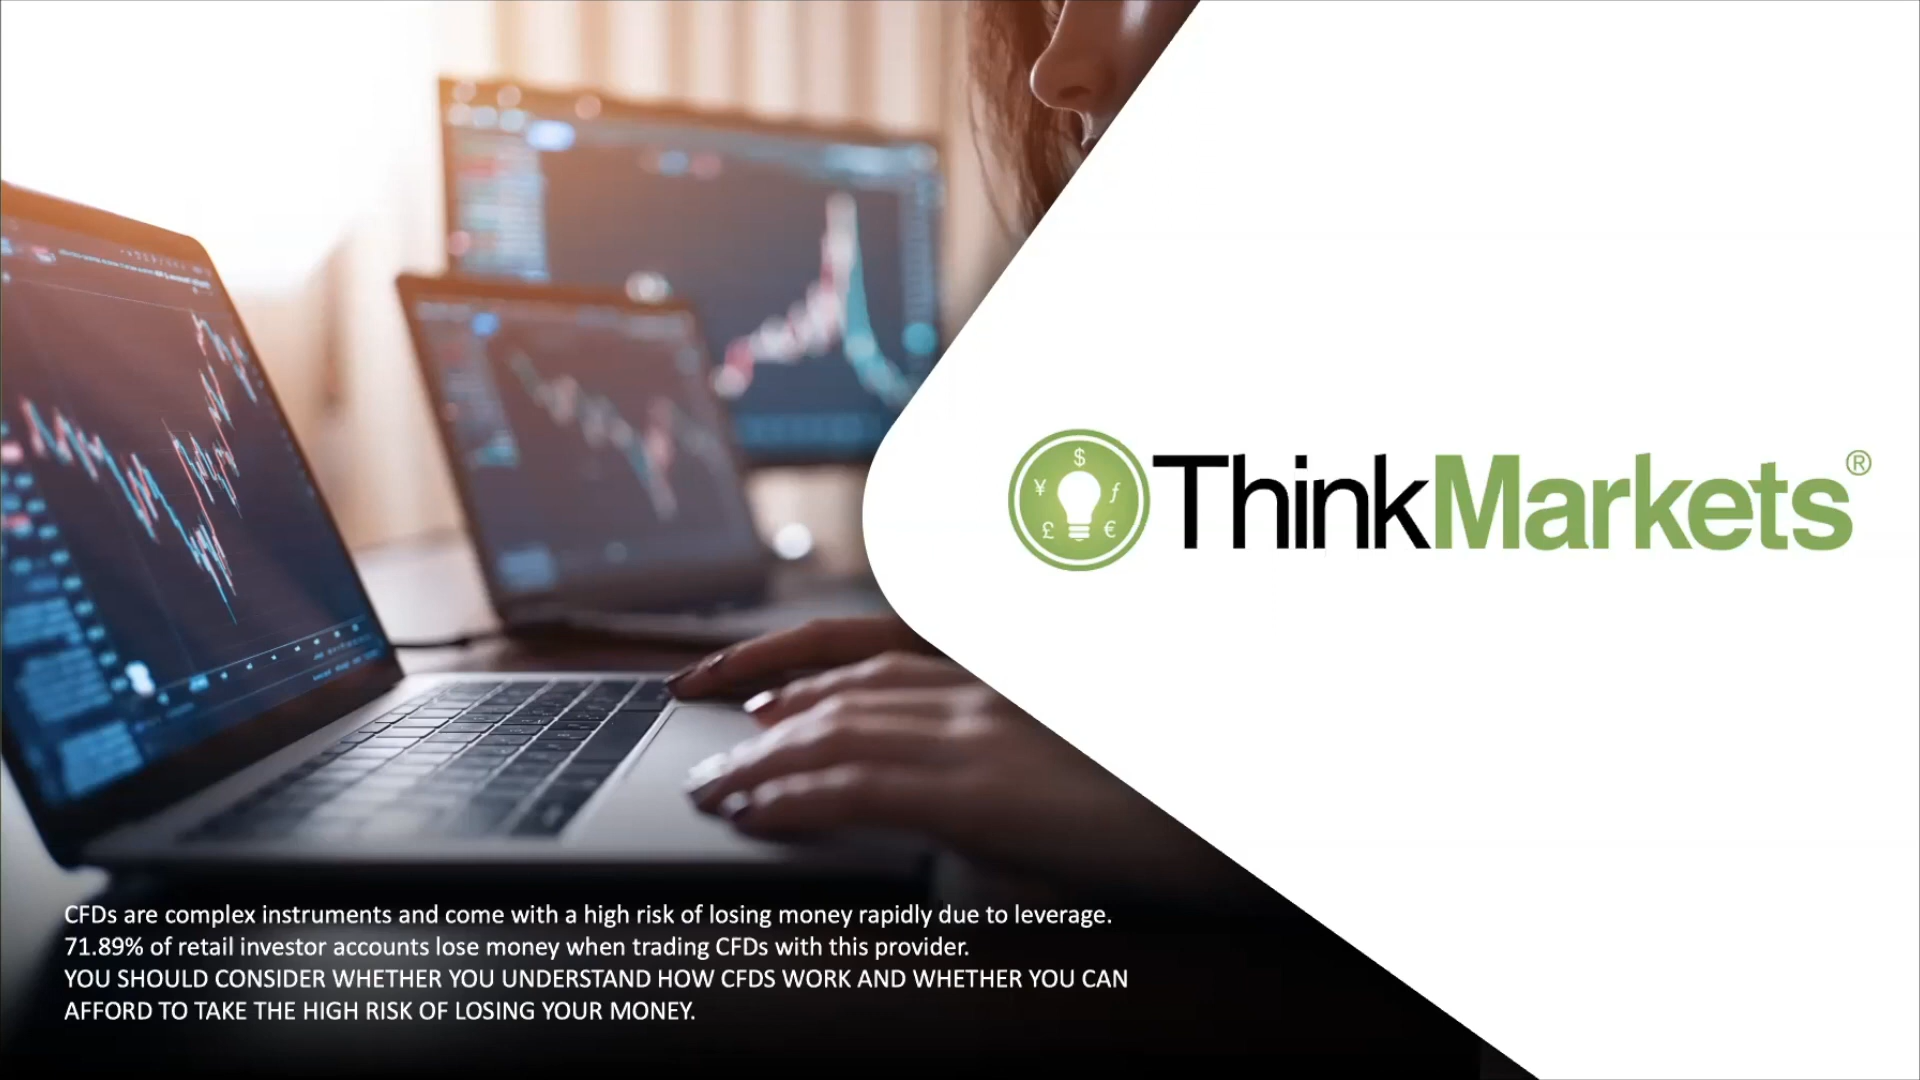 $
¥ ƒ
£ €
ThinkMarkets®
CFDs are complex instruments and come with a high risk of losing money rapidly due to leverage.
71.89% of retail investor accounts lose money when trading CFDs with this provider.
YOU SHOULD CONSIDER WHETHER YOU UNDERSTAND HOW CFDS WORK AND WHETHER YOU CAN
AFFORD TO TAKE THE HIGH RISK OF LOSING YOUR MONEY.